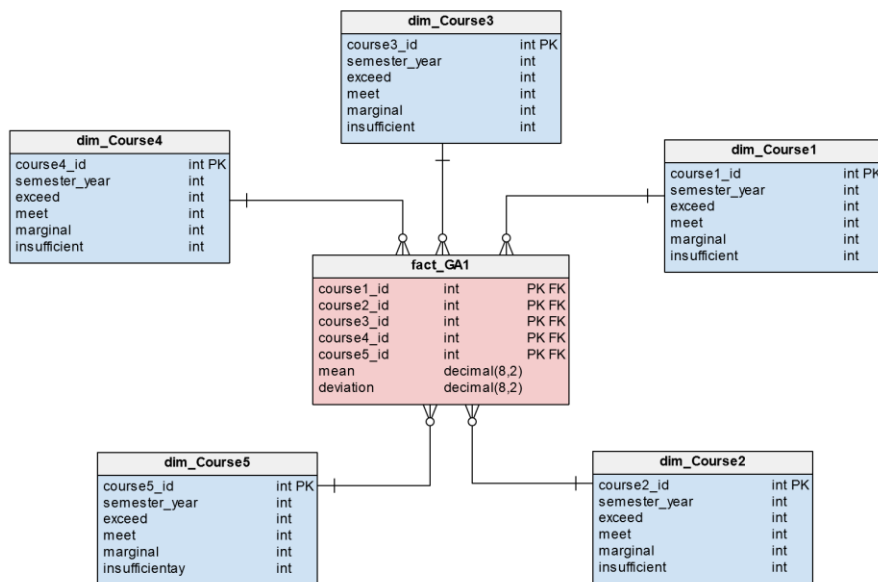 dim_Course3
course3_id int PK
semester_year int
exceed int
meet int
marginal int
insufficient int
dim_Course4
course4_id int PK
semester_year int
exceed int
meet int
marginal int
insufficient int
dim_Course1
course1_id int PK
semester_year int
exceed int
meet int
marginal int
insufficient int
fact_GA1
course1_id int PK FK
course2_id int PK FK
course3_id int PK FK
course4_id int PK FK
course5_id int PK FK
mean decimal(8,2)
deviation decimal(8,2)
dim_Course5
course5_id int PK
semester_year int
exceed int
meet int
marginal int
insufficientay int
dim_Course2
course2_id int PK
semester_year int
exceed int
meet int
marginal int
insufficient int